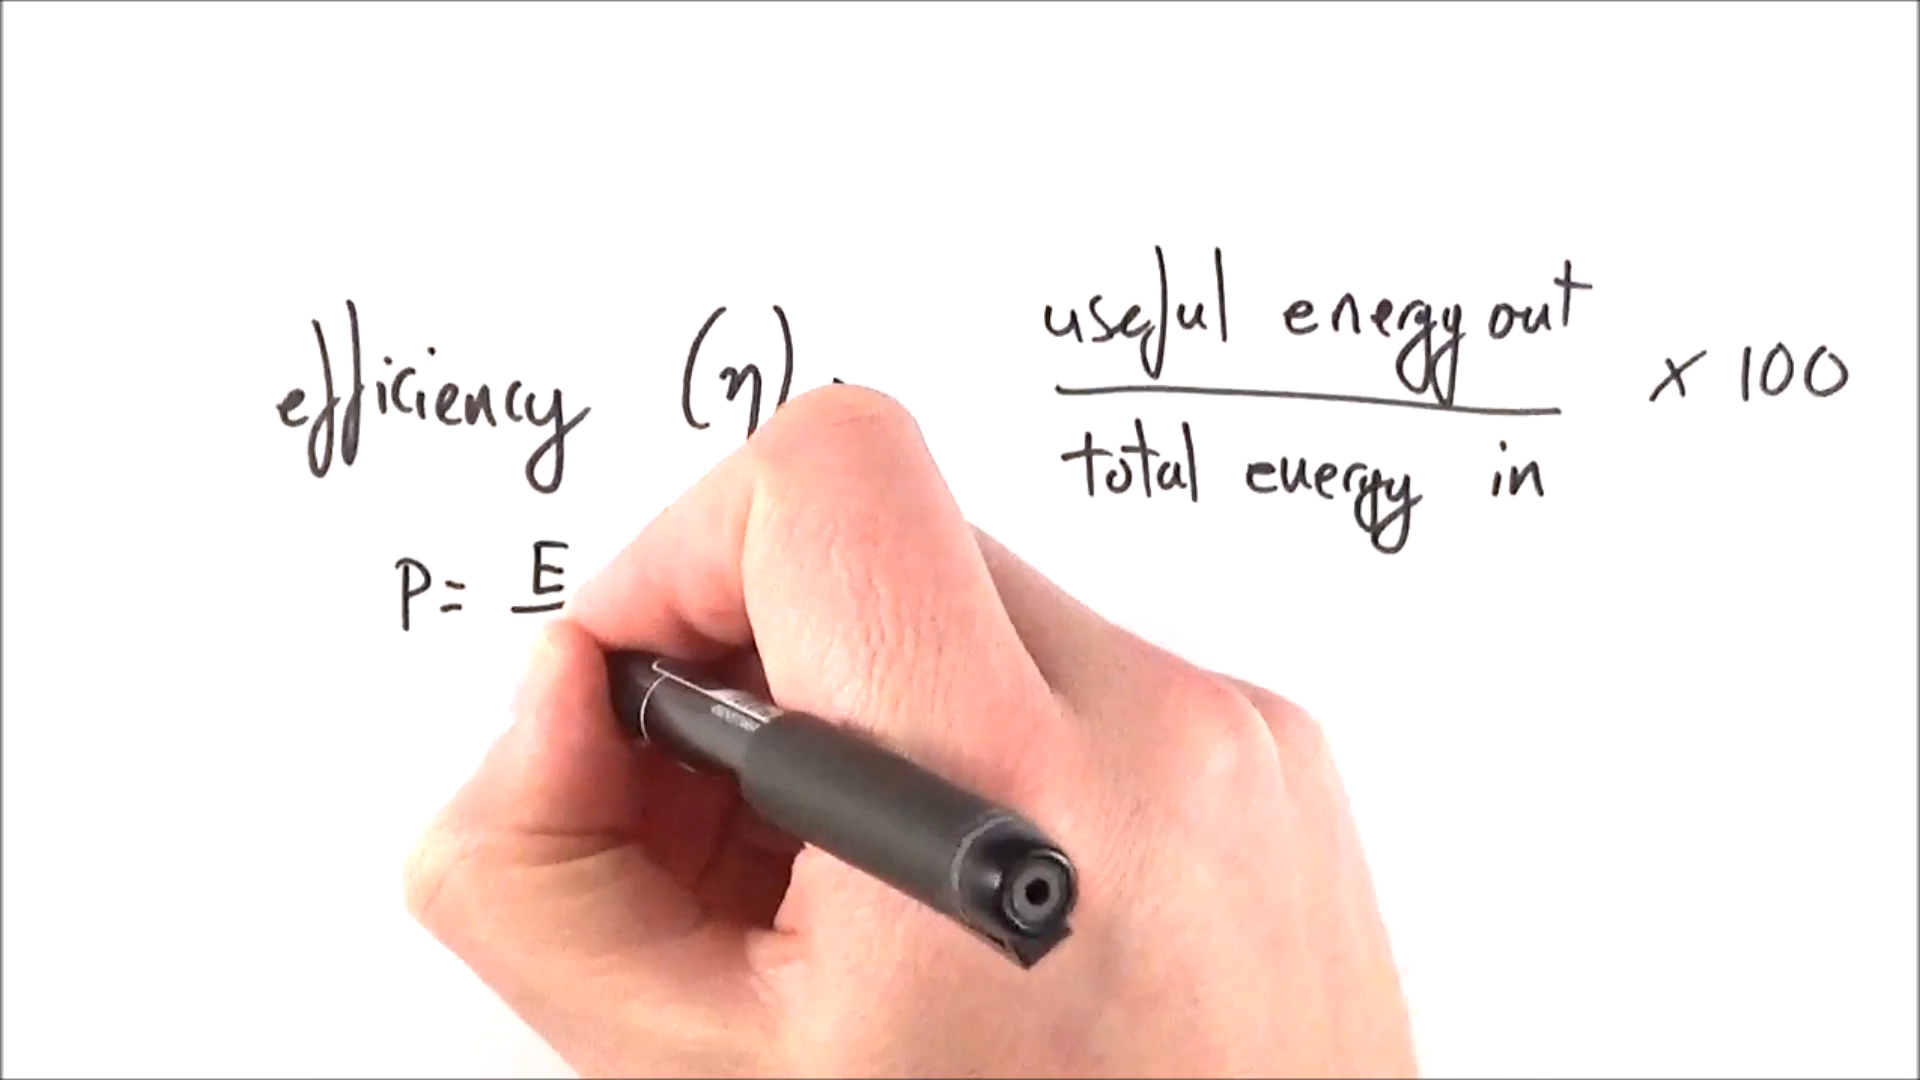 efficiency (η) useful energy out
total energy in × 100
P = E